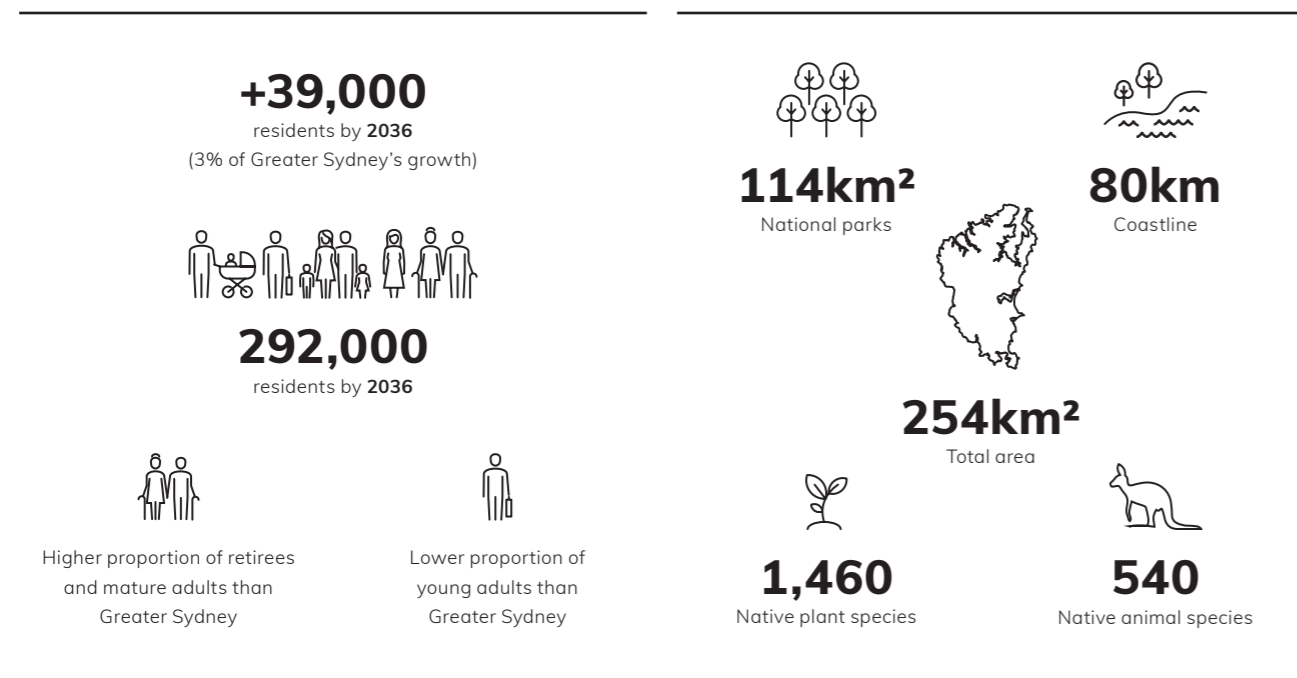 +39,000
residents by 2036
(3% of Greater Sydney's growth)
292,000
residents by 2036
Higher proportion of retirees
and mature adults than
Greater Sydney
Lower proportion of
young adults than
Greater Sydney
114km²
National parks
80km
Coastline
254km²
Total area
1,460
Native plant species
540
Native animal species